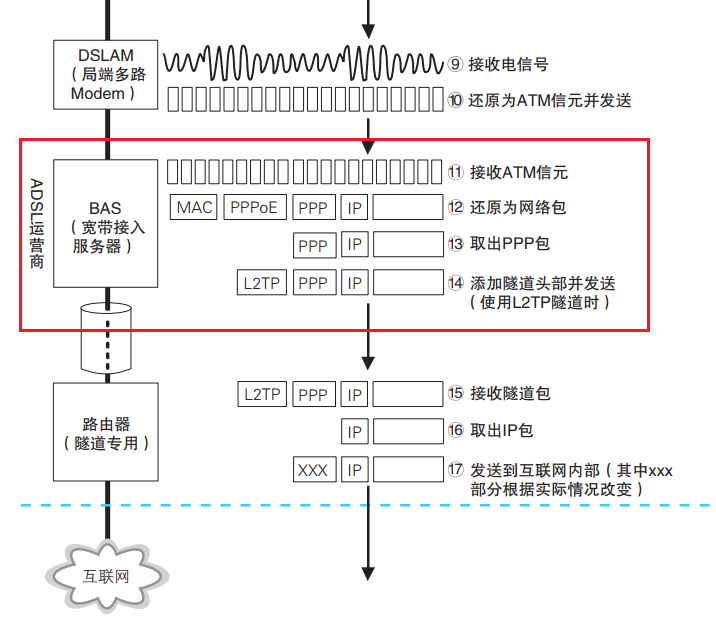 DSLAM
（局端多路
Modem）
⑨ 接收电信号
⑩ 还原为ATM信元并发送
ADSL运营商
BAS
（宽带接入
服务器）
⑪ 接收ATM信元
MAC PPPoE PPP IP ⑫ 还原为网络包
PPP IP ⑬ 取出PPP包
L2TP PPP IP ⑭ 添加隧道头部并发送
（使用L2TP隧道时）
路由器
（隧道专用）
L2TP PPP IP ⑮ 接收隧道包
IP ⑯ 取出IP包
XXX IP ⑰ 发送到互联网内部（其中xxx
部分根据实际情况改变）
互联网